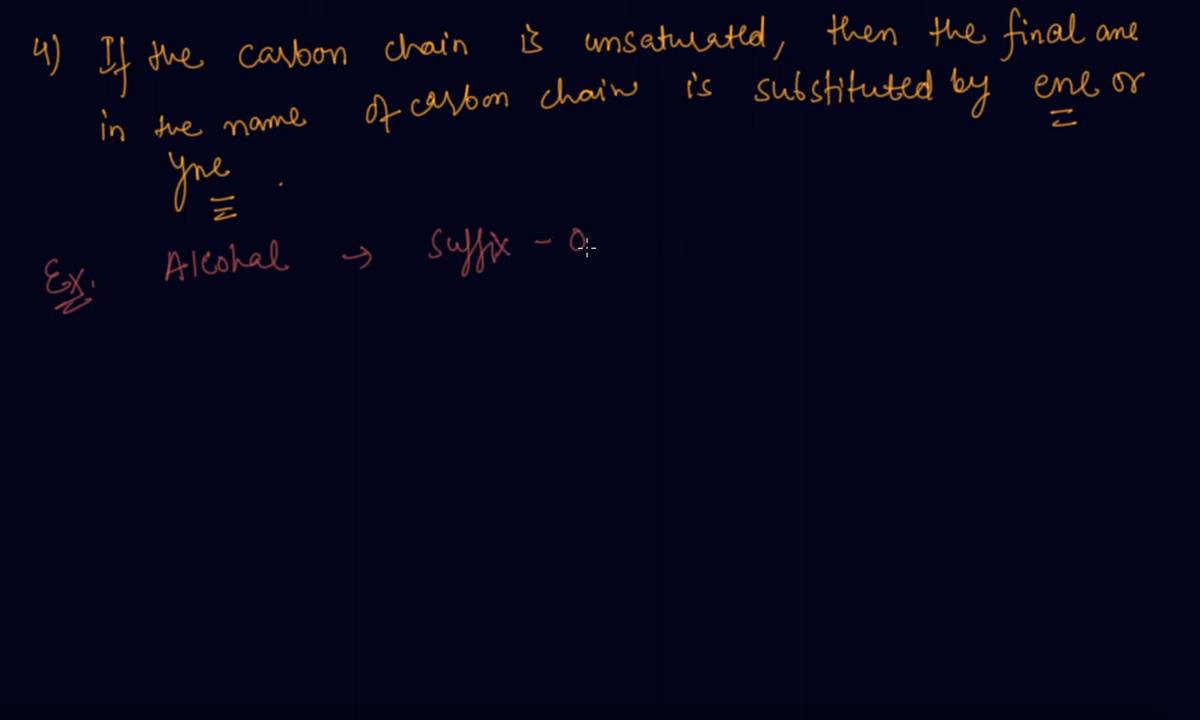 4) If the carbon chain is unsaturated, then the final ane
in the name of carbon chain is substituted by ene or
yne .
Ex. Alcohal → Suffix - O